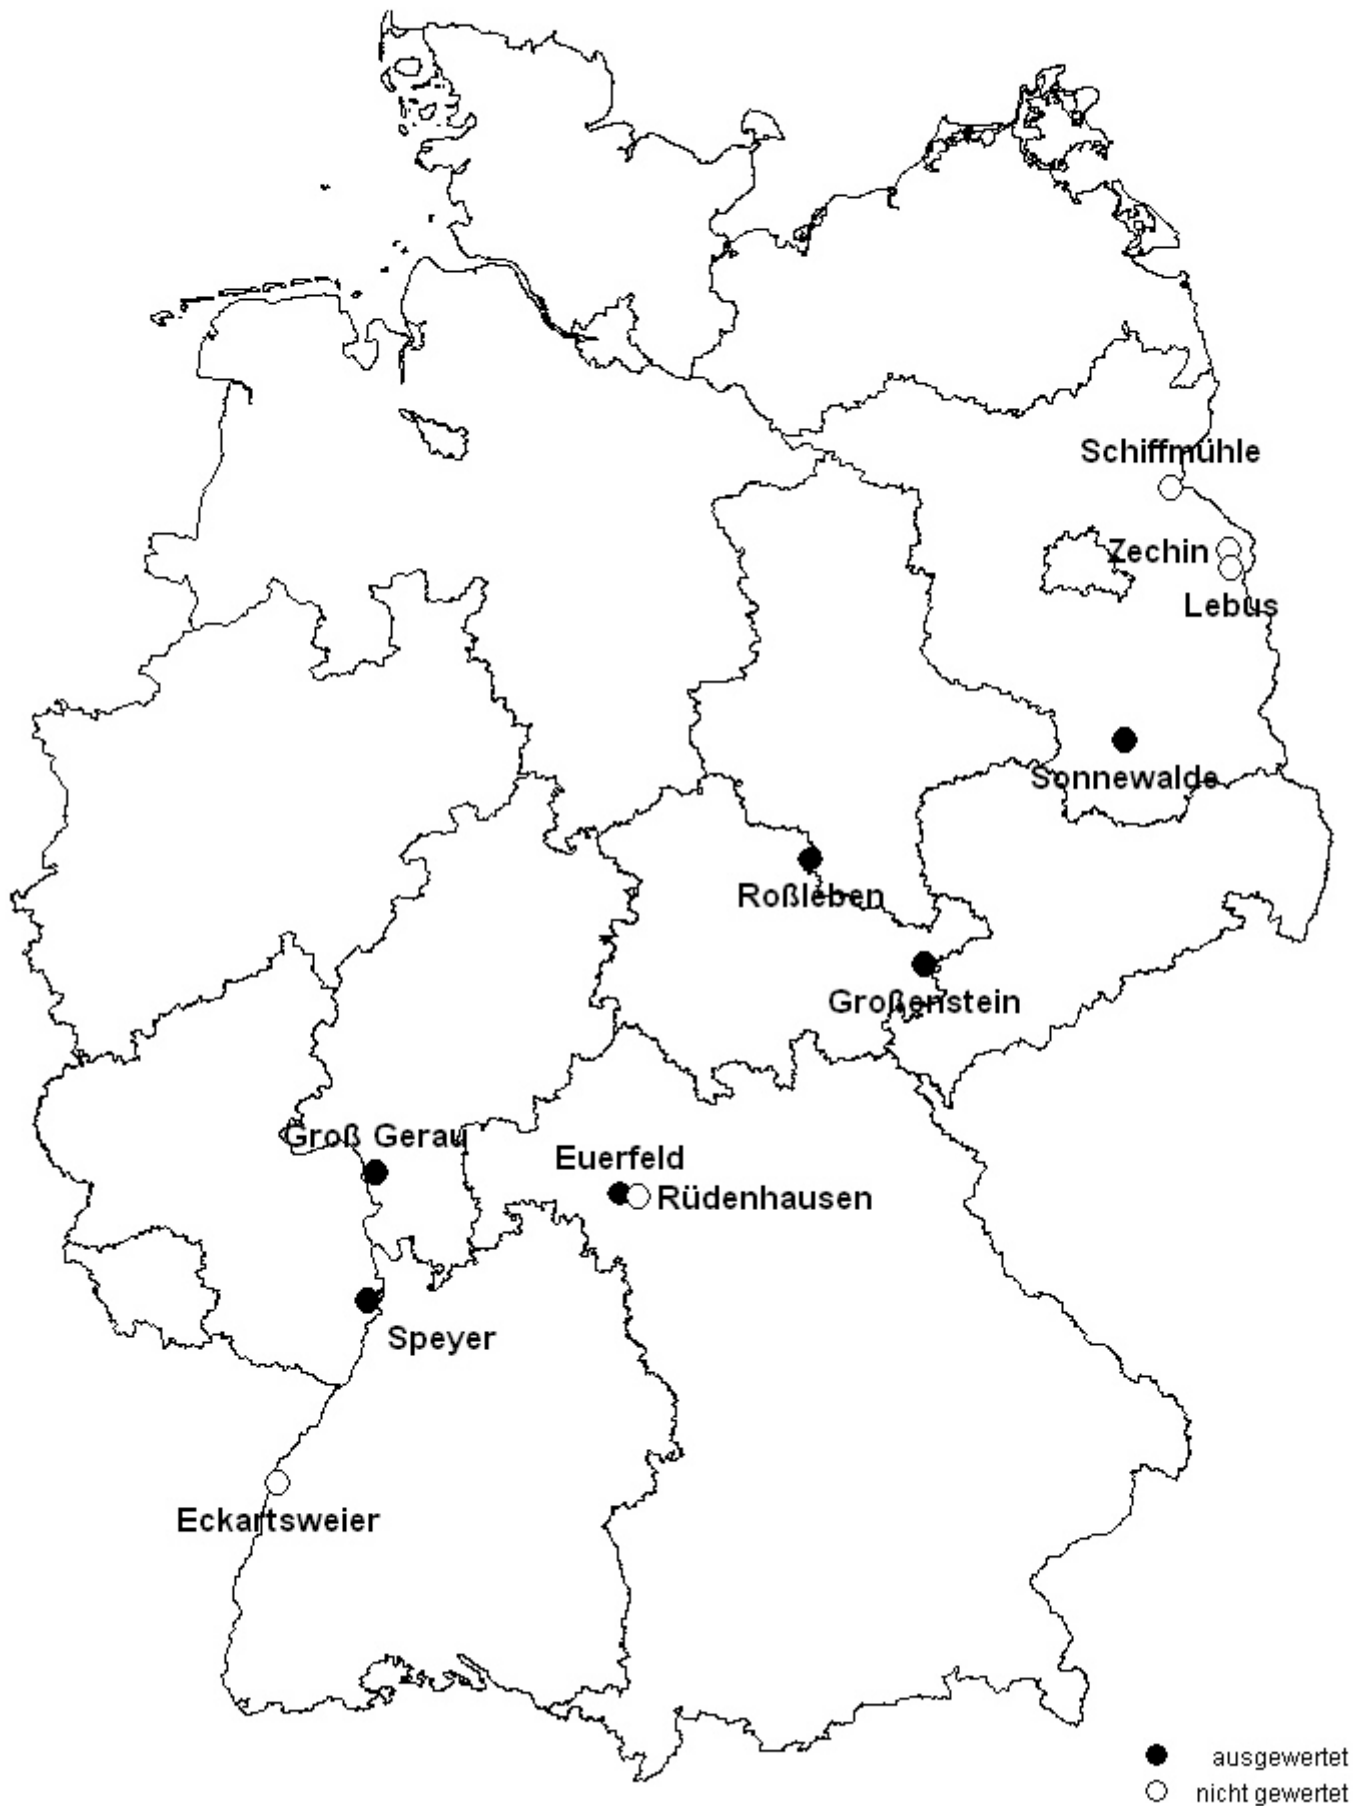 Schiffmühle
Zechin
Lebus
Sonnewalde
Roßleben
Großenstein
Groß Gerau
Euerfeld
Rüdenhausen
Speyer
Eckartsweier
ausgewertet
nicht gewertet